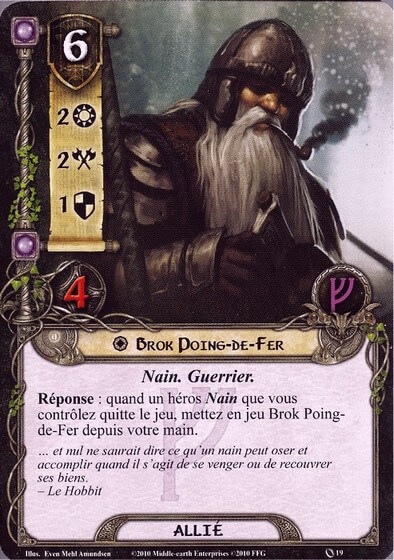 6
2
2
1
4
Brok Poing-de-Fer
Nain. Guerrier.
Réponse : quand un héros Nain que vous
contrôlez quitte le jeu, mettez en jeu Brok Poing-
de-Fer depuis votre main.
… et nul ne saurait dire ce qu'un nain peut oser et
accomplir quand il s'agit de se venger ou de recouvrer
ses biens.
– Le Hobbit
ALLIÉ
Illus. Even Mehl Amundsen ©2010 Middle-earth Enterprises ©2010 FFG 19